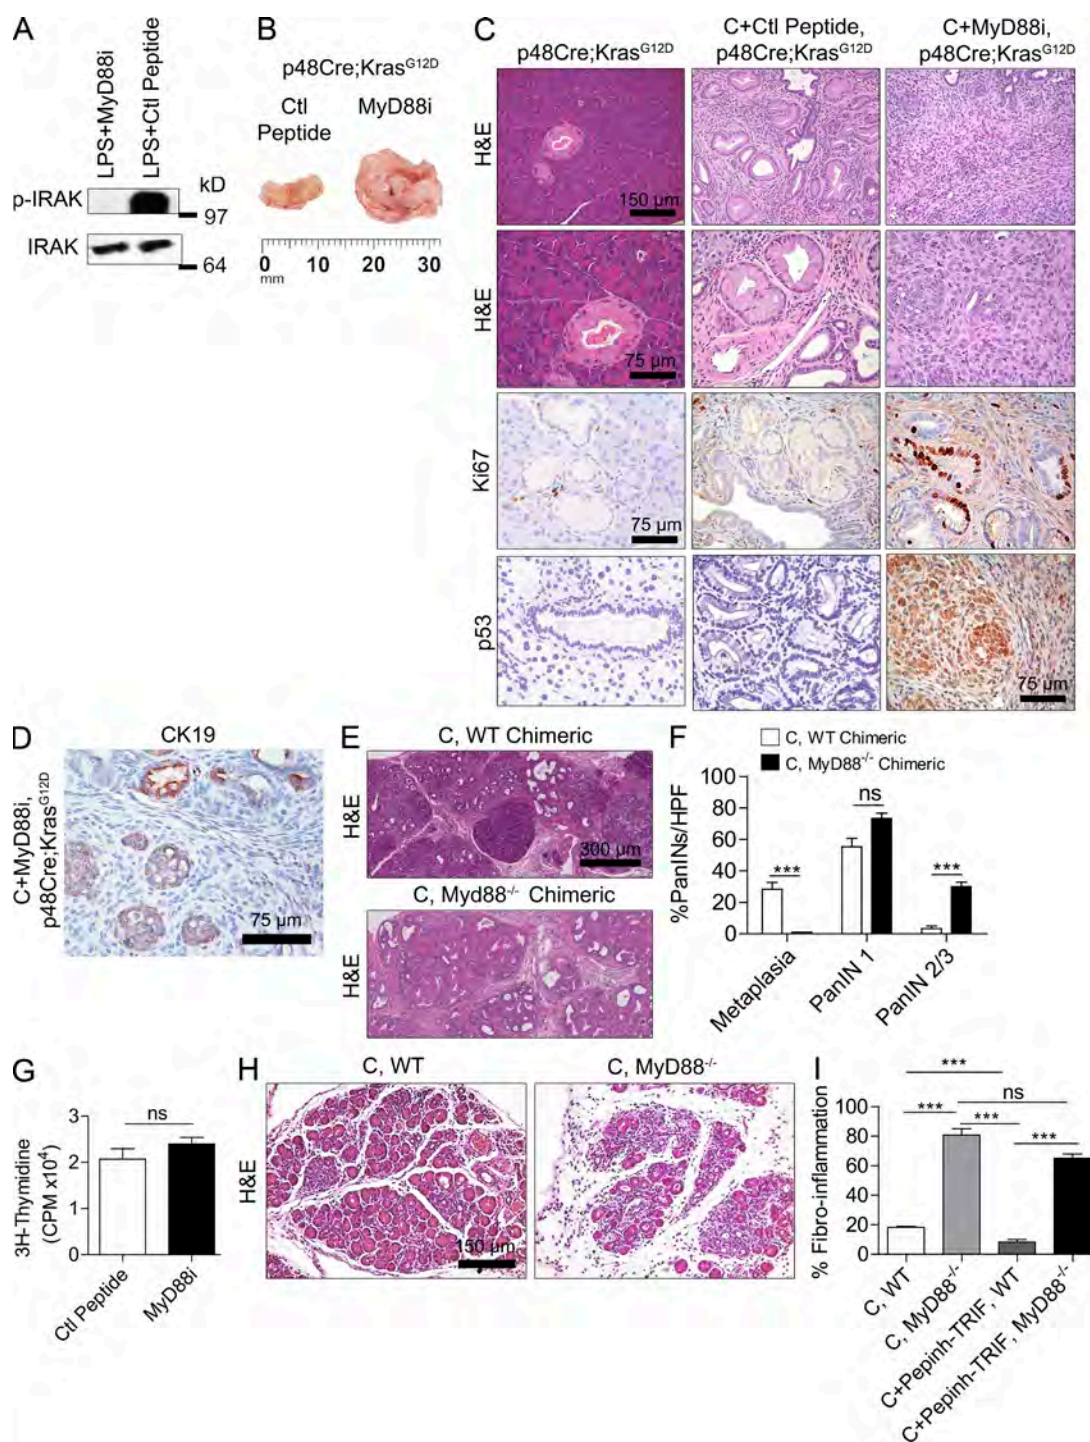 A
LPS+MyD88i
LPS+Ctl Peptide
kD
p-IRAK
97
IRAK
64
B
p48Cre;KrasG12D
Ctl
Peptide
MyD88i
0 10 20 30
mm
C
p48Cre;KrasG12D
C+Ctl Peptide,
p48Cre;KrasG12D
C+MyD88i,
p48Cre;KrasG12D
H&E
150 µm
H&E
75 µm
Ki67
75 µm
p53
75 µm
D
CK19
C+MyD88i,
p48Cre;KrasG12D
75 µm
E
C, WT Chimeric
H&E
300 µm
C, Myd88-/- Chimeric
H&E
F
C, WT Chimeric
C, MyD88-/- Chimeric
%PanINs/HPF
100
80
60
40
20
0
***
ns
***
Metaplasia
PanIN 1
PanIN 2/3
G
3H-Thymidine
(CPM x10⁴)
3
2
1
0
ns
Ctl Peptide
MyD88i
H
C, WT
C, MyD88-/-
H&E
150 µm
I
% Fibro-inflammation
100
80
60
40
20
0
***
ns
***
***
***
C, WT
C, MyD88-/-
C+Pepinh-TRIF, WT
C+Pepinh-TRIF, MyD88-/-